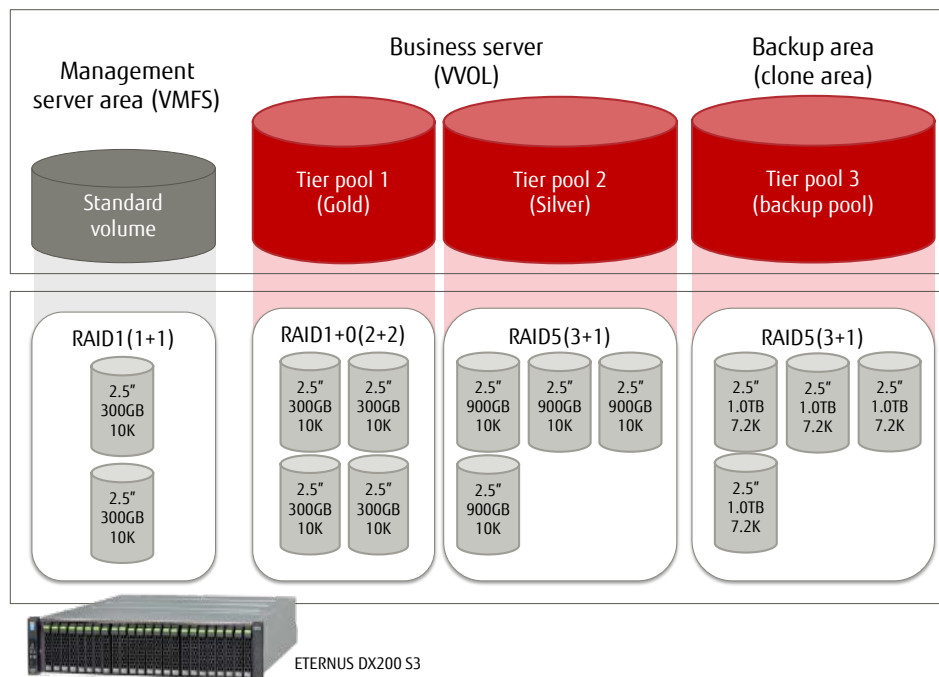 Management
server area (VMFS)
Business server
(VVOL)
Backup area
(clone area)
Standard
volume
Tier pool 1
(Gold)
Tier pool 2
(Silver)
Tier pool 3
(backup pool)
RAID1(1+1)
2.5”
300GB
10K
2.5”
300GB
10K
RAID1+0(2+2)
2.5”
300GB
10K
2.5”
300GB
10K
2.5”
300GB
10K
2.5”
300GB
10K
RAID5(3+1)
2.5”
900GB
10K
2.5”
900GB
10K
2.5”
900GB
10K
2.5”
900GB
10K
RAID5(3+1)
2.5”
1.0TB
7.2K
2.5”
1.0TB
7.2K
2.5”
1.0TB
7.2K
2.5”
1.0TB
7.2K
ETERNUS DX200 S3